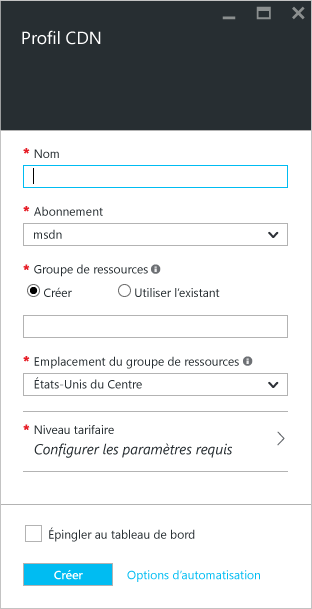 Profil CDN
* Nom
* Abonnement
msdn
* Groupe de ressources
Créer Utiliser l'existant
* Emplacement du groupe de ressources
États-Unis du Centre
* Niveau tarifaire
Configurer les paramètres requis
Épingler au tableau de bord
Créer Options d'automatisation